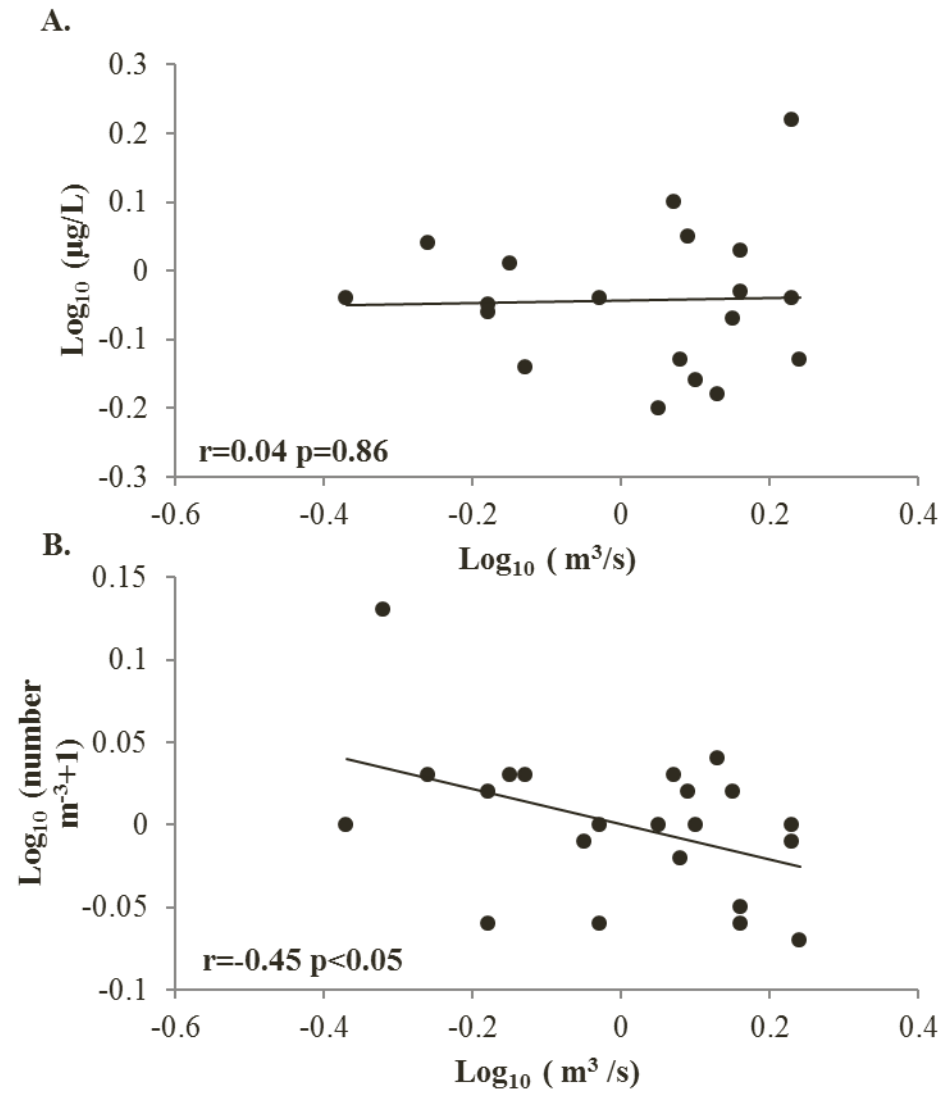 A.
0.3
0.2
0.1
0
-0.1
-0.2
-0.3
Log₁₀ (µg/L)
r=0.04 p=0.86
-0.6 -0.4 -0.2 0 0.2 0.4
Log₁₀ ( m³/s)
B.
0.15
0.1
0.05
0
-0.05
-0.1
Log₁₀ (number
m⁻³+1)
r=-0.45 p<0.05
-0.6 -0.4 -0.2 0 0.2 0.4
Log₁₀ ( m³ /s)